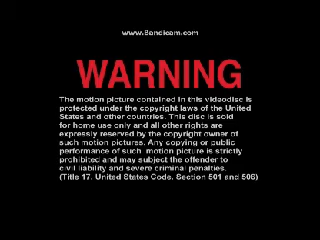 www.Bandicam.com
WARNING
The motion picture contained in this videodisc is
protected under the copyright laws of the United
States and other countries. This disc is sold
for home use only and all other rights are
expressly reserved by the copyright owner of
such motion pictures. Any copying or public
performance of such motion picture is strictly
prohibited and may subject the offender to
civil liability and severe criminal penalties.
(Title 17, United States Code, Section 501 and 506)